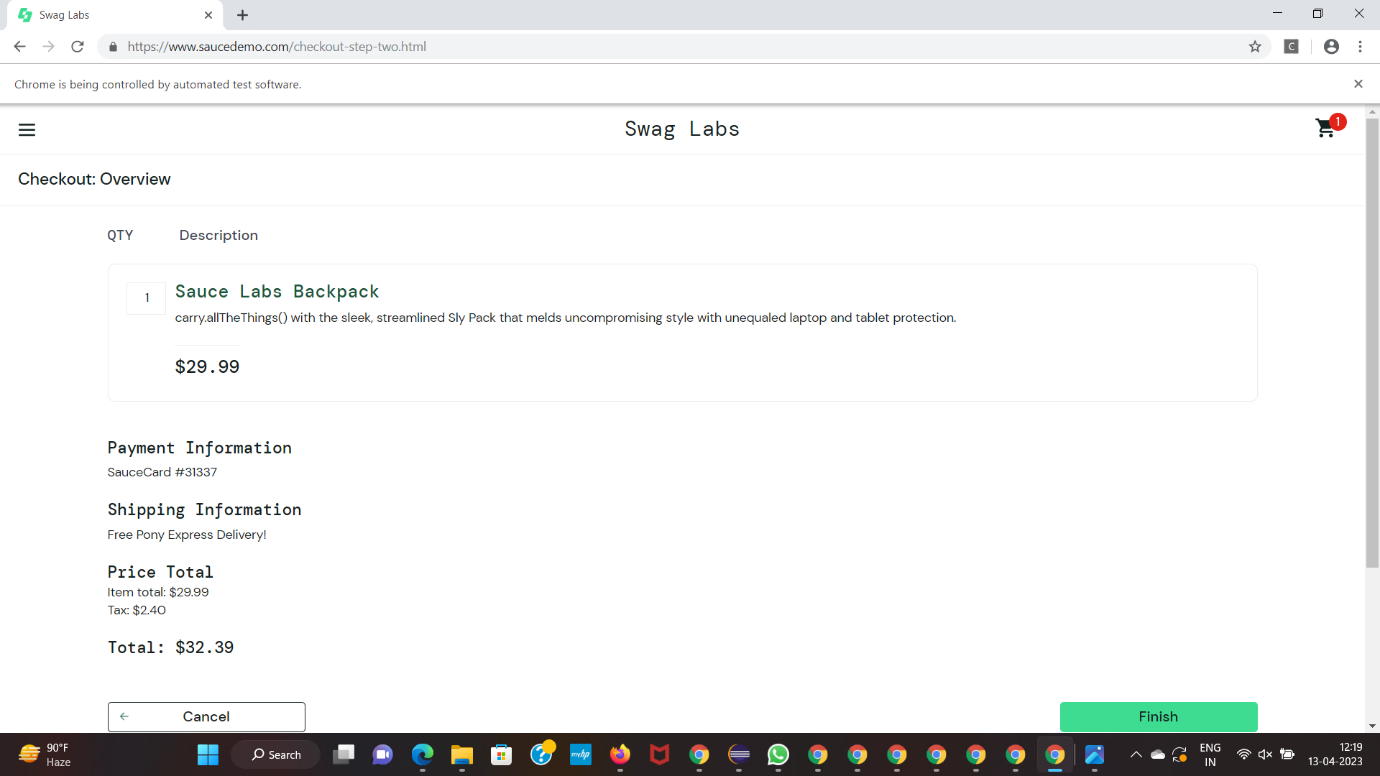 Swag Labs
https://www.saucedemo.com/checkout-step-two.html
C
Chrome is being controlled by automated test software.
Swag Labs
1
Checkout: Overview
QTY Description
1
Sauce Labs Backpack
carry.allTheThings() with the sleek, streamlined Sly Pack that melds uncompromising style with unequaled laptop and tablet protection.
$29.99
Payment Information
SauceCard #31337
Shipping Information
Free Pony Express Delivery!
Price Total
Item total: $29.99
Tax: $2.40
Total: $32.39
Cancel
Finish
90°F
Haze
Search
myhp
ENG
IN
12:19
13-04-2023